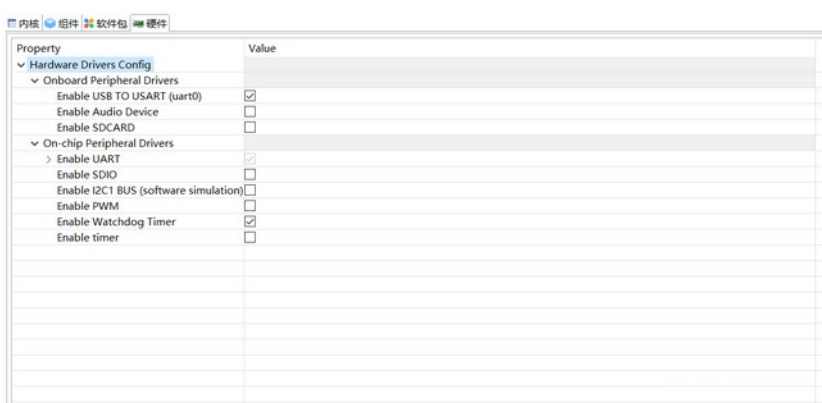 内核 组件 软件包 硬件
Property Value
Hardware Drivers Config
Onboard Peripheral Drivers
Enable USB TO USART (uart0)
Enable Audio Device
Enable SDCARD
On-chip Peripheral Drivers
Enable UART
Enable SDIO
Enable I2C1 BUS (software simulation)
Enable PWM
Enable Watchdog Timer
Enable timer